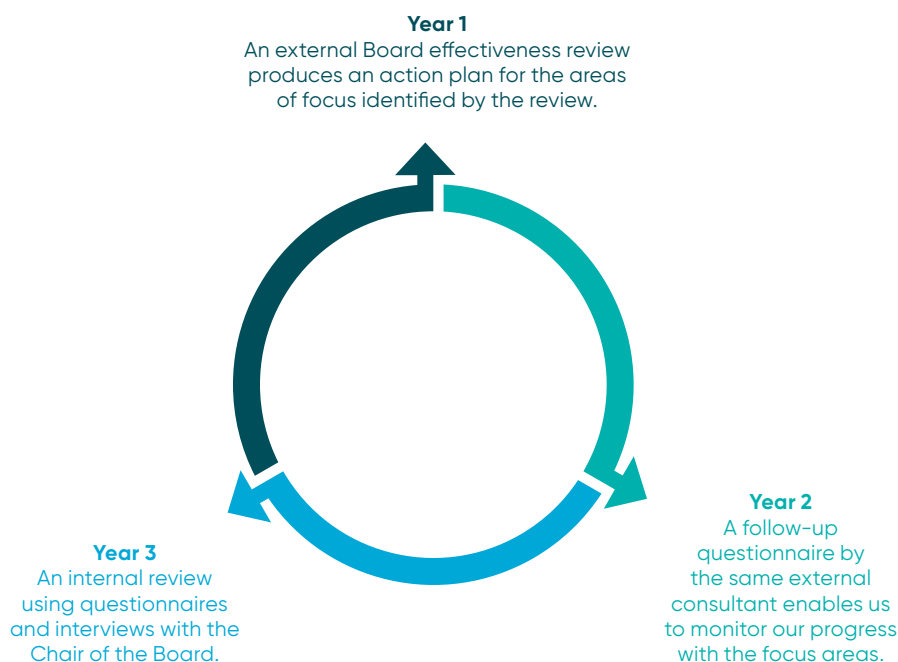 Year 1
An external Board effectiveness review
produces an action plan for the areas
of focus identified by the review.
Year 2
A follow-up
questionnaire by
the same external
consultant enables us
to monitor our progress
with the focus areas.
Year 3
An internal review
using questionnaires
and interviews with the
Chair of the Board.